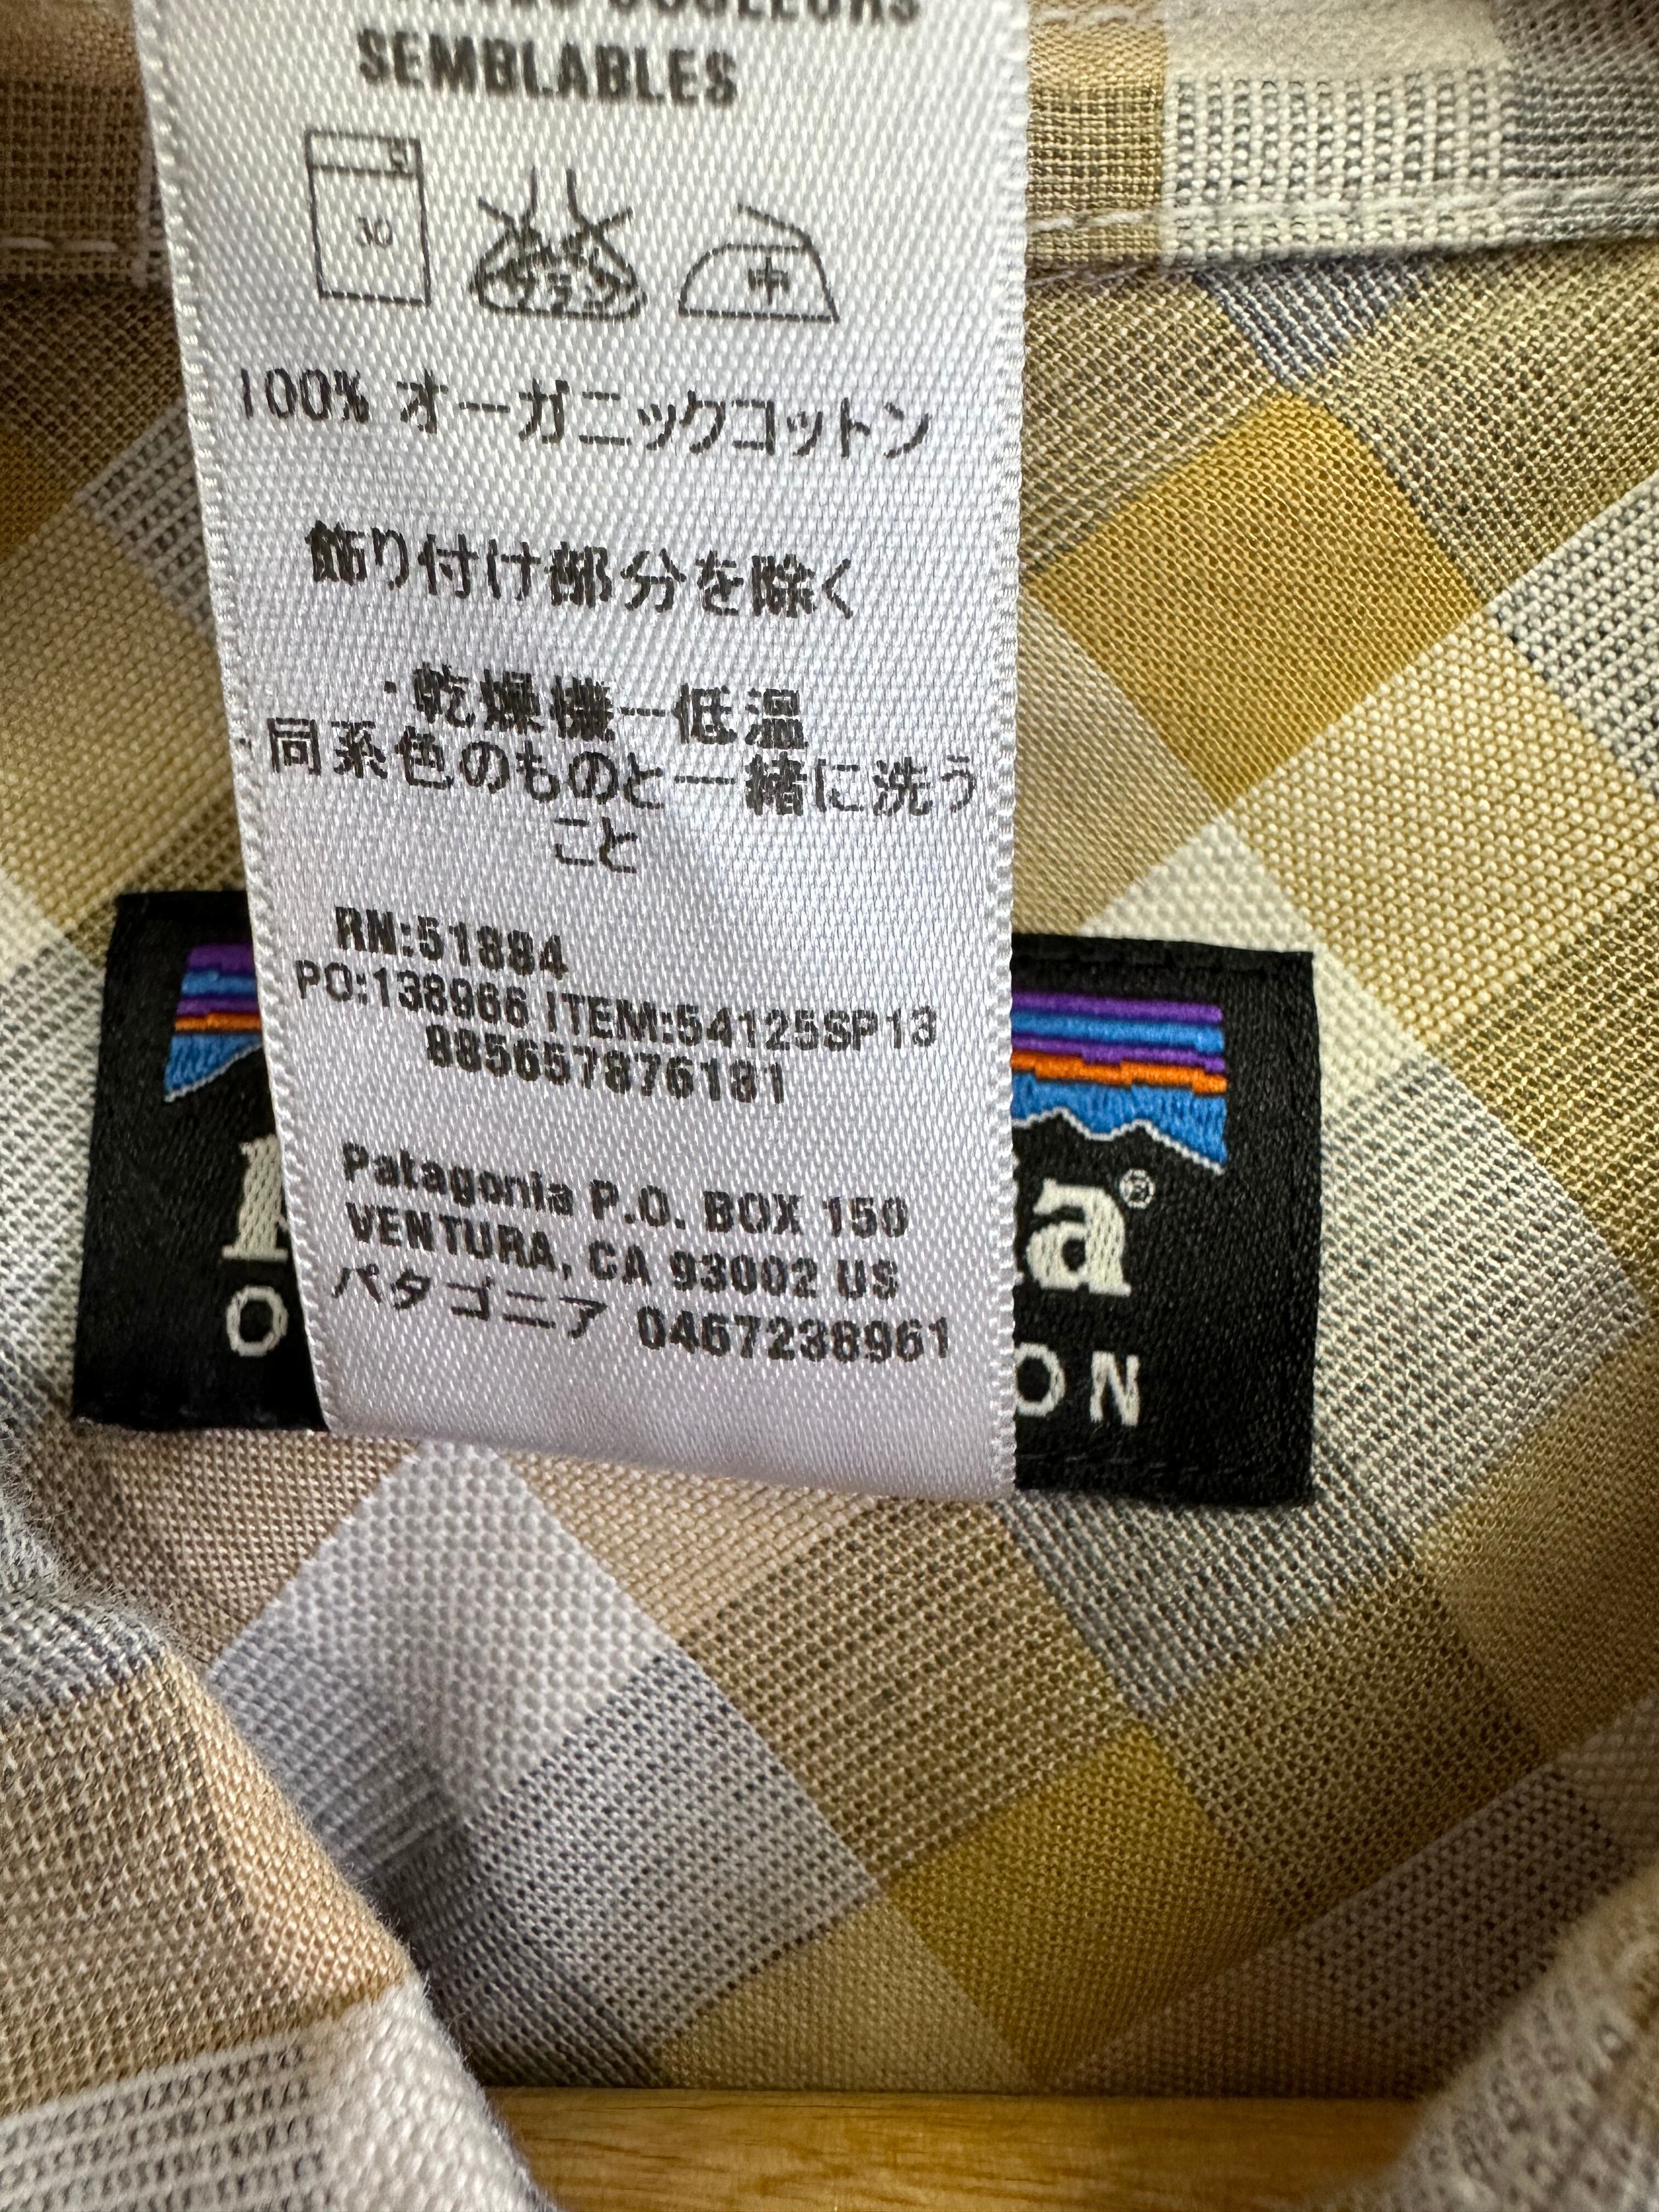 COULEURS
SEMBLABLES
30
中
100% オーガニックコットン
飾り付け部分を除く
・乾燥機ー低温
・同系色のものと一緒に洗う
こと
RN:51884
PO:138966 ITEM:54125SP13
885657876181
Patagonia P.O. BOX 150
VENTURA, CA 93002 US
パタゴニア 0467238961
a®
O ON